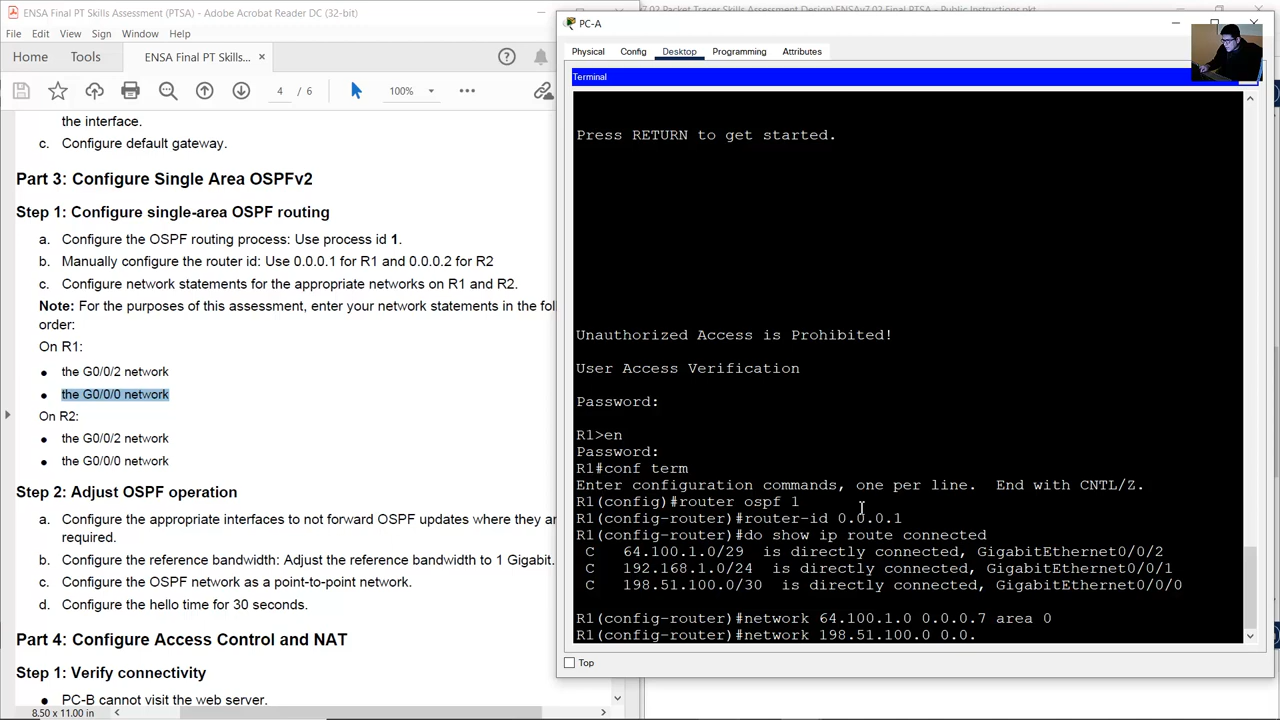 ENSA Final PT Skills Assessment (PTSA).pdf - Adobe Acrobat Reader DC (32-bit)
File Edit View Sign Window Help
Home Tools ENSA Final PT Skills... ×
4 / 6 100%
the interface.
c. Configure default gateway.
Part 3: Configure Single Area OSPFv2
Step 1: Configure single-area OSPF routing
a. Configure the OSPF routing process: Use process id 1.
b. Manually configure the router id: Use 0.0.0.1 for R1 and 0.0.0.2 for R2
c. Configure network statements for the appropriate networks on R1 and R2.
Note: For the purposes of this assessment, enter your network statements in the follo
order:
On R1:
the G0/0/2 network
the G0/0/0 network
On R2:
the G0/0/2 network
the G0/0/0 network
Step 2: Adjust OSPF operation
a. Configure the appropriate interfaces to not forward OSPF updates where they ar
required.
b. Configure the reference bandwidth: Adjust the reference bandwidth to 1 Gigabit.
c. Configure the OSPF network as a point-to-point network.
d. Configure the hello time for 30 seconds.
Part 4: Configure Access Control and NAT
Step 1: Verify connectivity
PC-B cannot visit the web server.
8.50 x 11.00 in
PC-A
Physical Config Desktop Programming Attributes
Terminal
Press RETURN to get started.
Unauthorized Access is Prohibited!
User Access Verification
Password:
R1>en
Password:
R1#conf term
Enter configuration commands, one per line. End with CNTL/Z.
R1(config)#router ospf 1
R1(config-router)#router-id 0.0.0.1
R1(config-router)#do show ip route connected
C 64.100.1.0/29 is directly connected, GigabitEthernet0/0/2
C 192.168.1.0/24 is directly connected, GigabitEthernet0/0/1
C 198.51.100.0/30 is directly connected, GigabitEthernet0/0/0
R1(config-router)#network 64.100.1.0 0.0.0.7 area 0
R1(config-router)#network 198.51.100.0 0.0.
Top